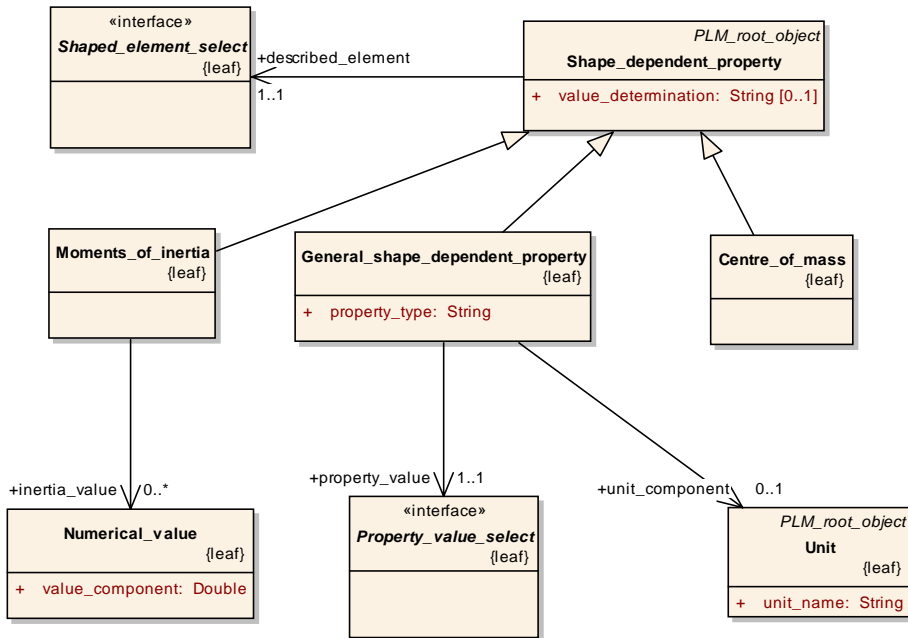 «interface»
Shaped_element_select
{leaf}
+described_element
1..1
PLM_root_object
Shape_dependent_property
+ value_determination: String [0..1]
Moments_of_inertia
{leaf}
General_shape_dependent_property
{leaf}
+ property_type: String
Centre_of_mass
{leaf}
+inertia_value 0..*
+property_value 1..1
+unit_component 0..1
Numerical_value
{leaf}
+ value_component: Double
«interface»
Property_value_select
{leaf}
PLM_root_object
Unit
{leaf}
+ unit_name: String